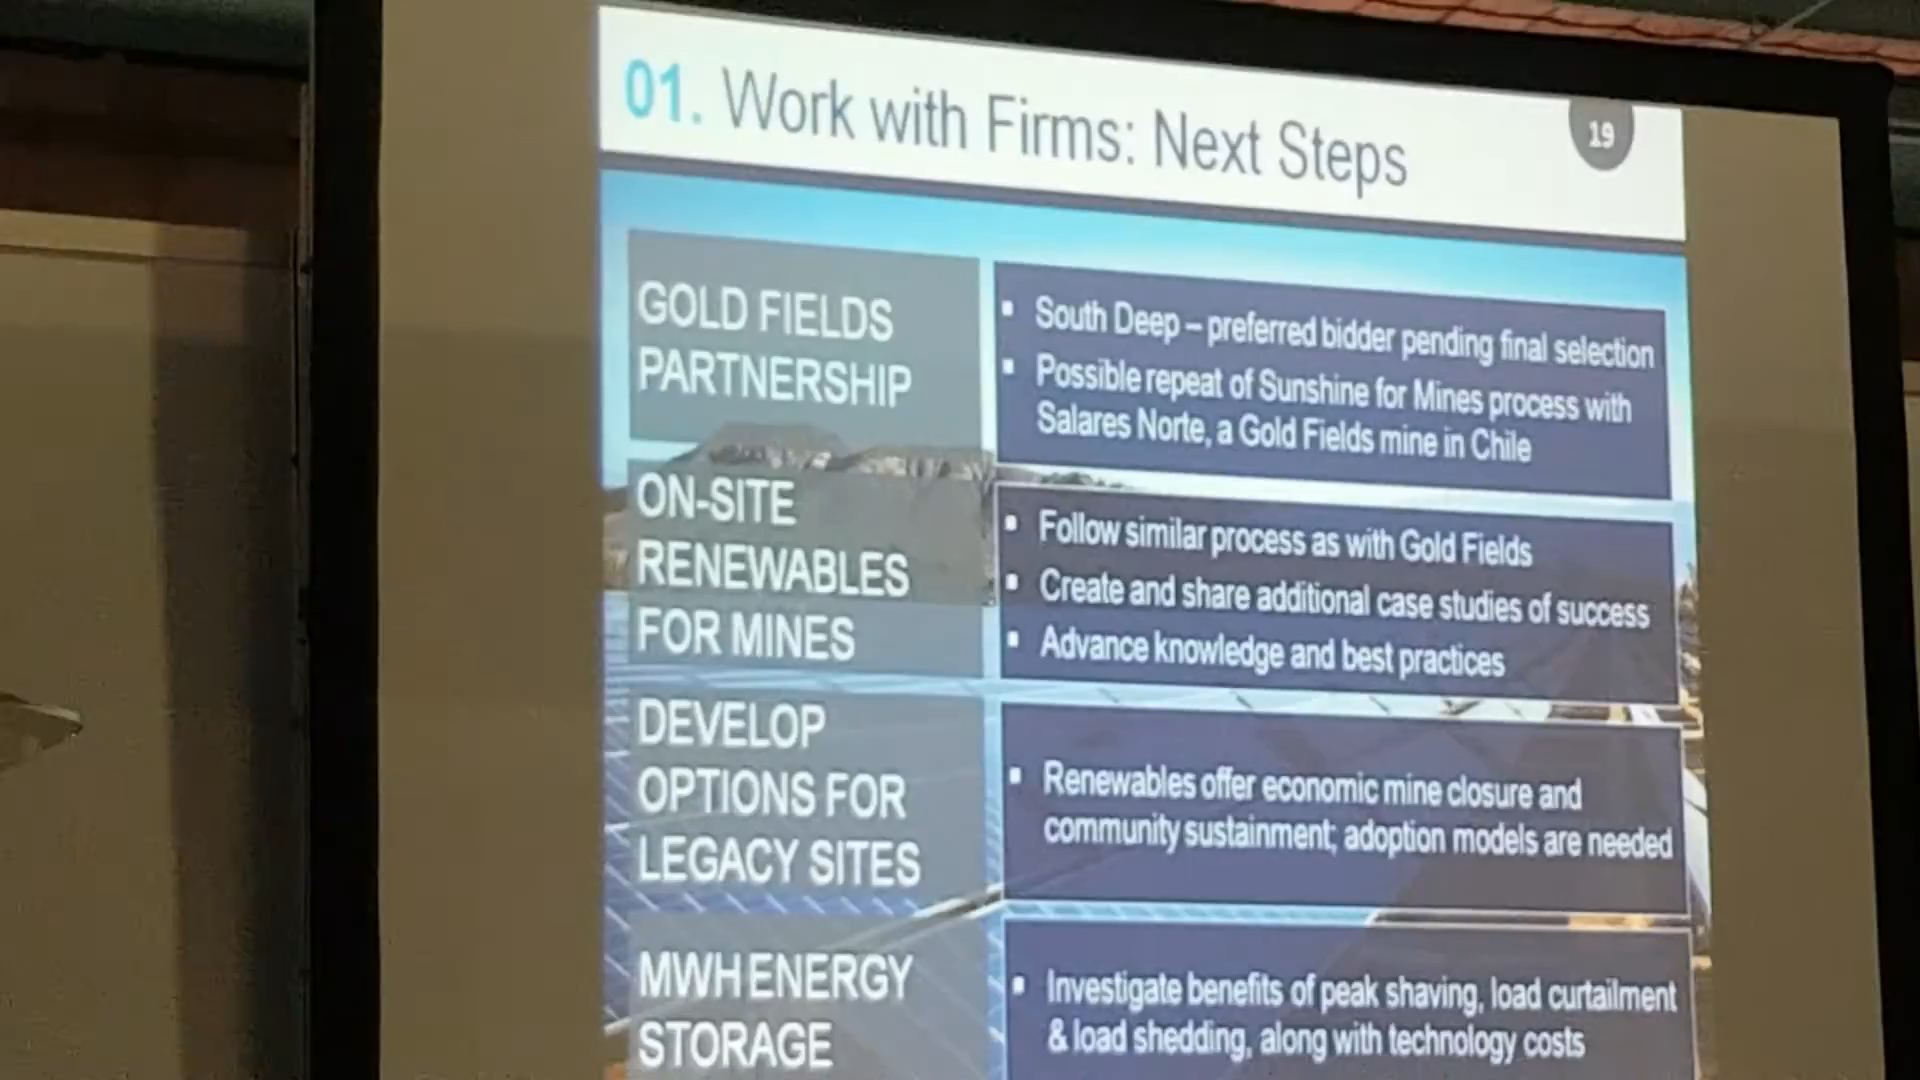 01. Work with Firms: Next Steps
19
GOLD FIELDS
PARTNERSHIP
▪ South Deep – preferred bidder pending final selection
▪ Possible repeat of Sunshine for Mines process with
Salares Norte, a Gold Fields mine in Chile
ON-SITE
RENEWABLES
FOR MINES
▪ Follow similar process as with Gold Fields
▪ Create and share additional case studies of success
▪ Advance knowledge and best practices
DEVELOP
OPTIONS FOR
LEGACY SITES
▪ Renewables offer economic mine closure and
community sustainment; adoption models are needed
MWH ENERGY
STORAGE
▪ Investigate benefits of peak shaving, load curtailment
& load shedding, along with technology costs